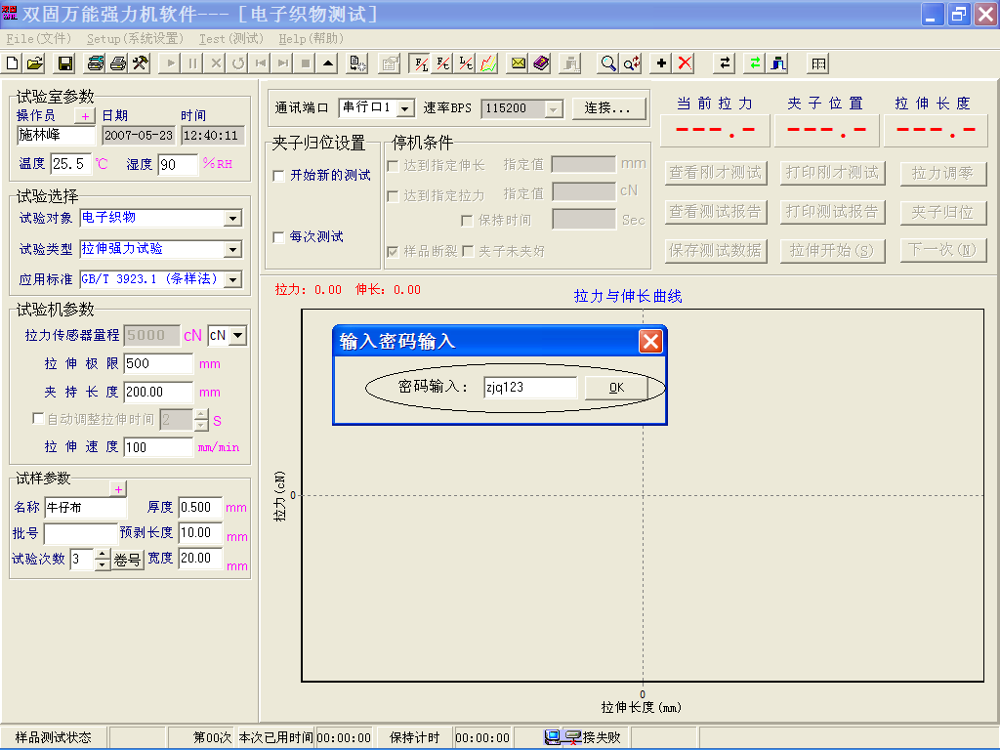 双固万能强力机软件---［电子织物测试］
File(文件) Setup(系统设置) Test(测试) Help(帮助)
试验室参数
操作员 + 日期 时间
施林峰 2007-05-23 12:40:11
温度 25.5 ℃ 湿度 90 %RH
试验选择
试验对象 电子织物
试验类型 拉伸强力试验
应用标准 GB/T 3923.1 (条样法)
试验机参数
拉力传感器量程 5000 cN cN
拉 伸 极 限 500 mm
夹 持 长 度 200.00 mm
自动调整拉伸时间 2 S
拉 伸 速 度 100 mm/min
试样参数
+
名称 牛仔布 厚度 0.500 mm
批号 预剥长度 10.00 mm
试验次数 3 卷号 宽度 20.00 mm
通讯端口 串行口1 速率BPS 115200 连接...
夹子归位设置
开始新的测试
每次测试
停机条件
达到指定伸长 指定值 mm
达到指定拉力 指定值 cN
保持时间 Sec
样品断裂 夹子未夹好
当 前 拉 力 夹 子 位 置 拉 伸 长 度
---.- ---.- ---.-
查看刚才测试 打印刚才测试 拉力调零
查看测试报告 打印测试报告 夹子归位
保存测试数据 拉伸开始(S) 下一次(N)
拉力: 0.00 伸长: 0.00
拉力与伸长曲线
输入密码输入
密码输入: zjq123 OK
拉力(cN)
0
0
拉伸长度(mm)
样品测试状态 第00次 本次已用时间 00:00:00 保持计时 00:00:00 接失败